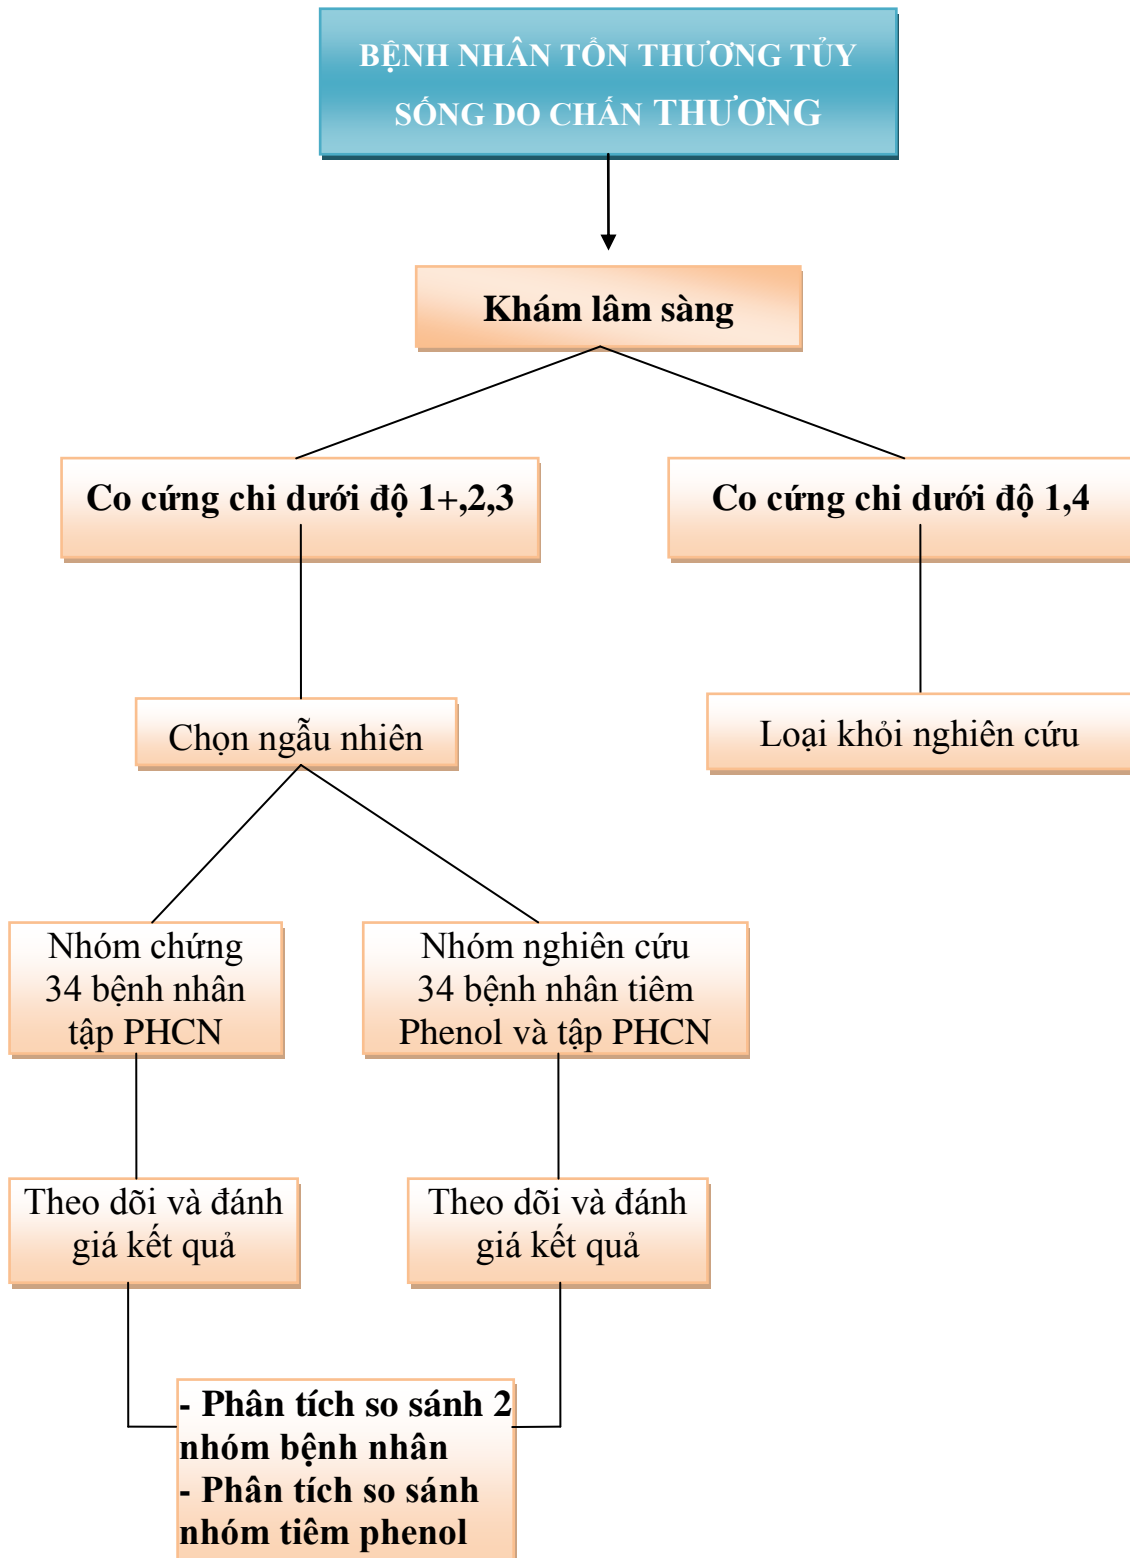 BỆNH NHÂN TỔN THƯƠNG TỦY
SỐNG DO CHẤN THƯƠNG
Khám lâm sàng
Co cứng chi dưới độ 1+,2,3
Co cứng chi dưới độ 1,4
Chọn ngẫu nhiên
Loại khỏi nghiên cứu
Nhóm chứng
34 bệnh nhân
tập PHCN
Nhóm nghiên cứu
34 bệnh nhân tiêm
Phenol và tập PHCN
Theo dõi và đánh
giá kết quả
Theo dõi và đánh
giá kết quả
- Phân tích so sánh 2
nhóm bệnh nhân
- Phân tích so sánh
nhóm tiêm phenol